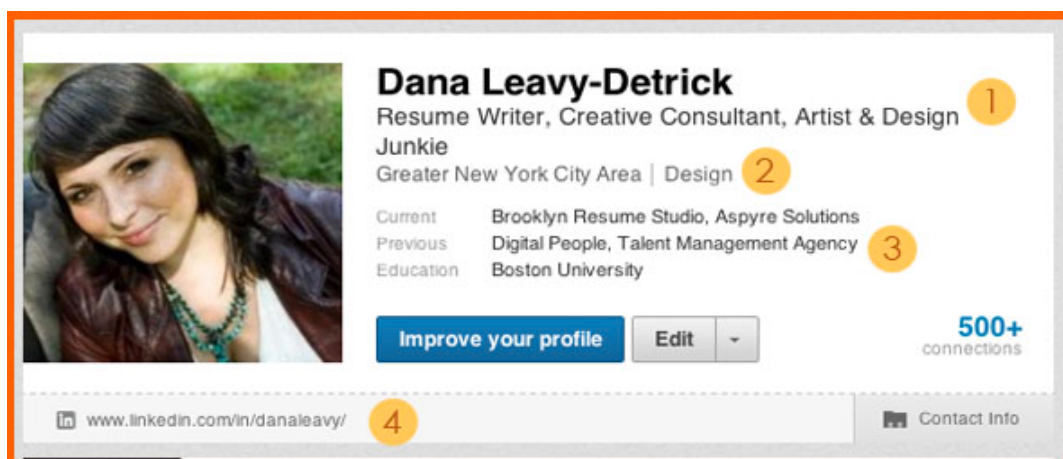 Dana Leavy-Detrick
Resume Writer, Creative Consultant, Artist & Design 1
Junkie
Greater New York City Area | Design 2
Current Brooklyn Resume Studio, Aspyre Solutions
Previous Digital People, Talent Management Agency 3
Education Boston University
Improve your profile Edit 500+
connections
in www.linkedin.com/in/danaleavy/ 4 Contact Info